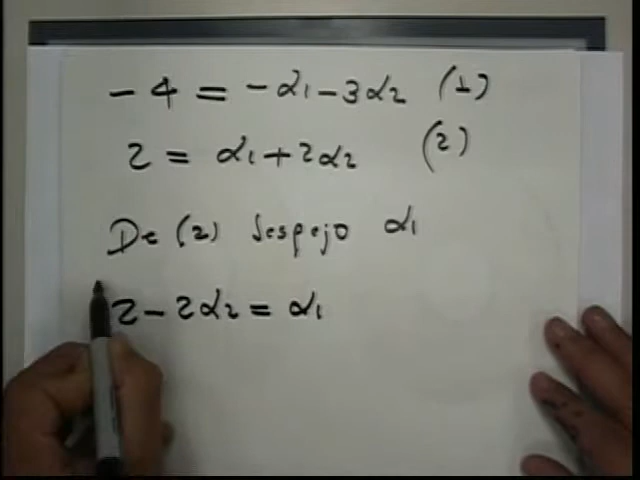 -4 = -α₁ - 3α₂ (1)
2 = α₁ + 2α₂ (2)
De (2) despejo α₁
2 - 2α₂ = α₁